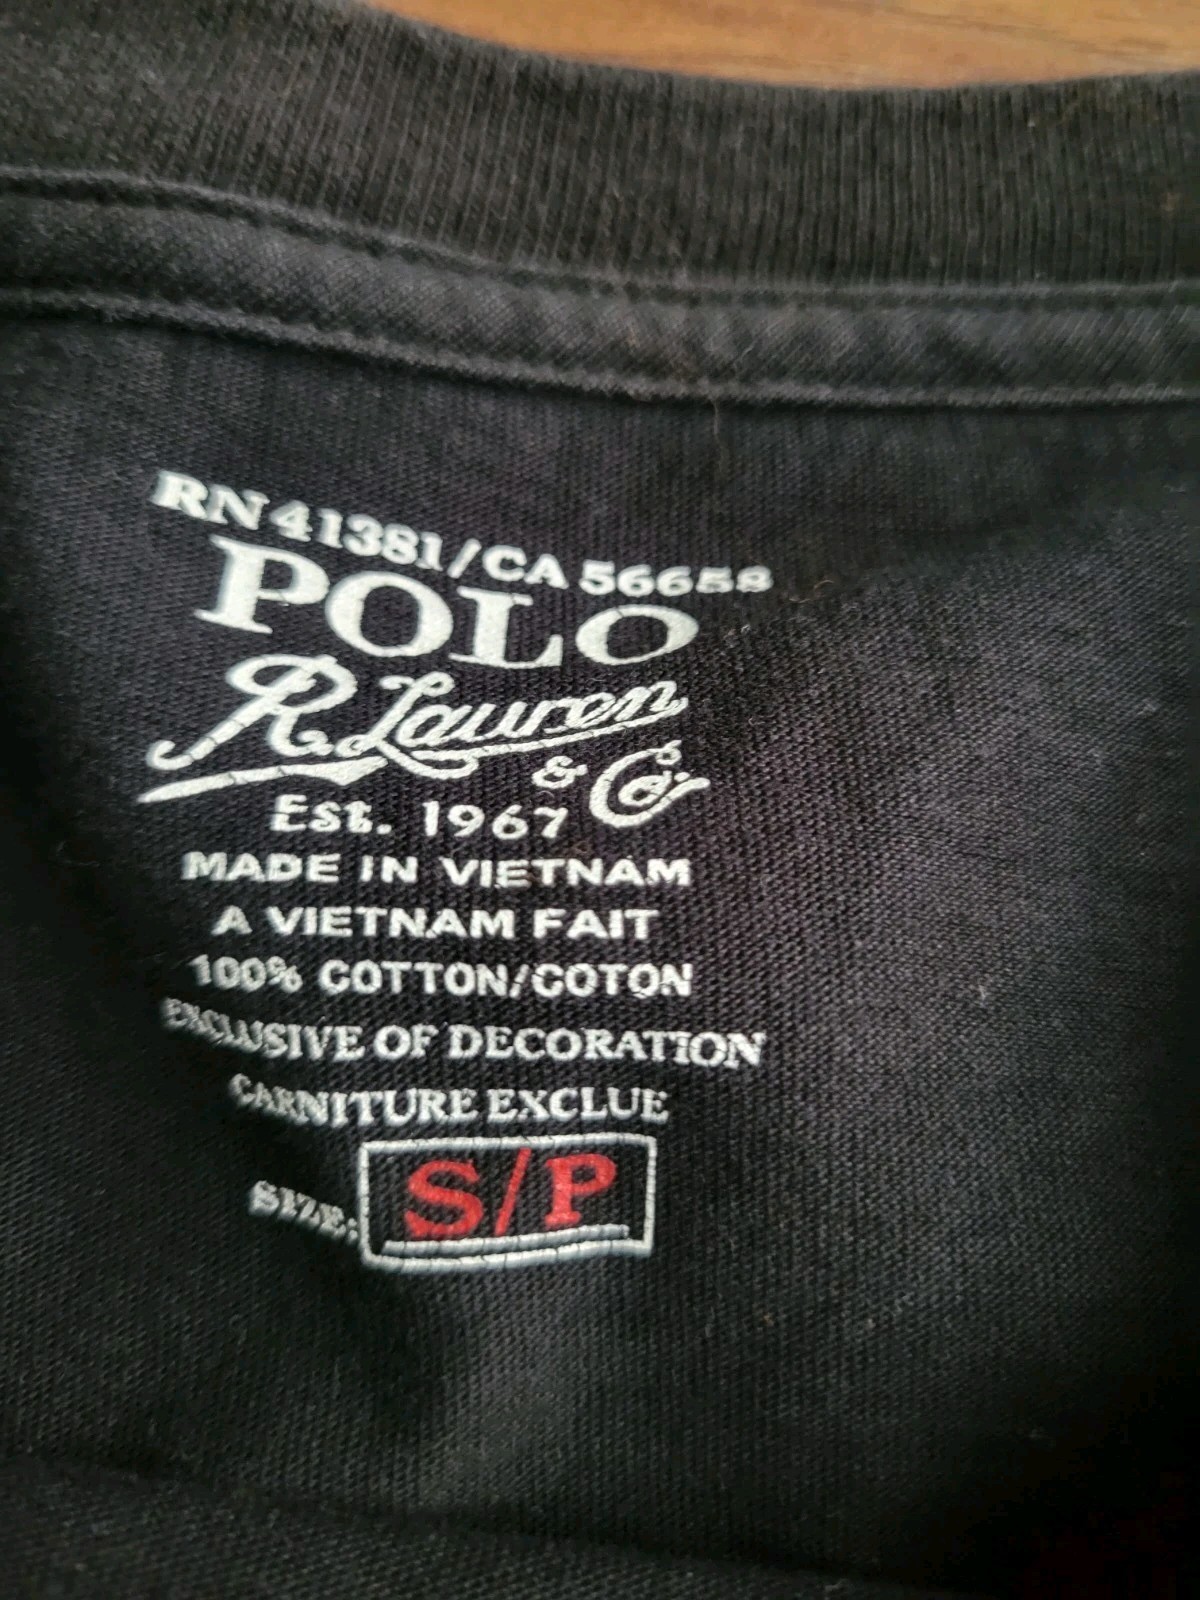 RN 41381/CA 56658
POLO
R. Lauren
& Co.
Est. 1967
MADE IN VIETNAM
A VIETNAM FAIT
100% COTTON/COTON
EXCLUSIVE OF DECORATION
GARNITURE EXCLUE
SIZE: S/P